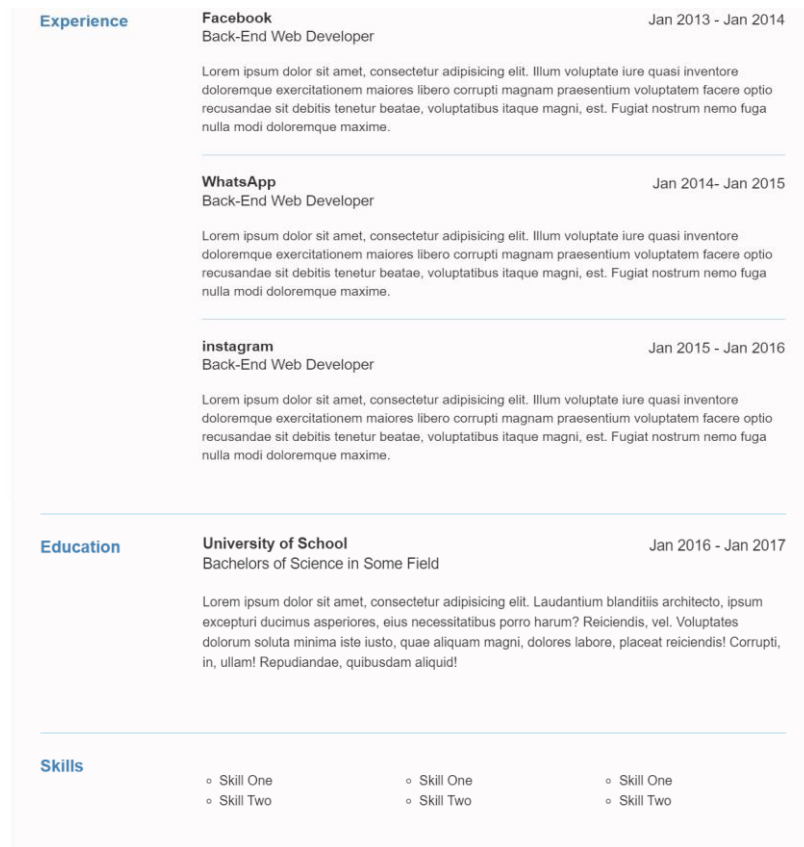 Experience
Facebook
Jan 2013 - Jan 2014
Back-End Web Developer
Lorem ipsum dolor sit amet, consectetur adipisicing elit. Illum voluptate iure quasi inventore
doloremque exercitationem maiores libero corrupti magnam praesentium voluptatem facere optio
recusandae sit debitis tenetur beatae, voluptatibus itaque magni, est. Fugiat nostrum nemo fuga
nulla modi doloremque maxime.
WhatsApp
Jan 2014- Jan 2015
Back-End Web Developer
Lorem ipsum dolor sit amet, consectetur adipisicing elit. Illum voluptate iure quasi inventore
doloremque exercitationem maiores libero corrupti magnam praesentium voluptatem facere optio
recusandae sit debitis tenetur beatae, voluptatibus itaque magni, est. Fugiat nostrum nemo fuga
nulla modi doloremque maxime.
instagram
Jan 2015 - Jan 2016
Back-End Web Developer
Lorem ipsum dolor sit amet, consectetur adipisicing elit. Illum voluptate iure quasi inventore
doloremque exercitationem maiores libero corrupti magnam praesentium voluptatem facere optio
recusandae sit debitis tenetur beatae, voluptatibus itaque magni, est. Fugiat nostrum nemo fuga
nulla modi doloremque maxime.
Education
University of School
Jan 2016 - Jan 2017
Bachelors of Science in Some Field
Lorem ipsum dolor sit amet, consectetur adipisicing elit. Laudantium blanditiis architecto, ipsum
excepturi ducimus asperiores, eius necessitatibus porro harum? Reiciendis, vel. Voluptates
dolorum soluta minima iste iusto, quae aliquam magni, dolores labore, placeat reiciendis! Corrupti,
in, ullam! Repudiandae, quibusdam aliquid!
Skills
Skill One
Skill Two
Skill One
Skill Two
Skill One
Skill Two